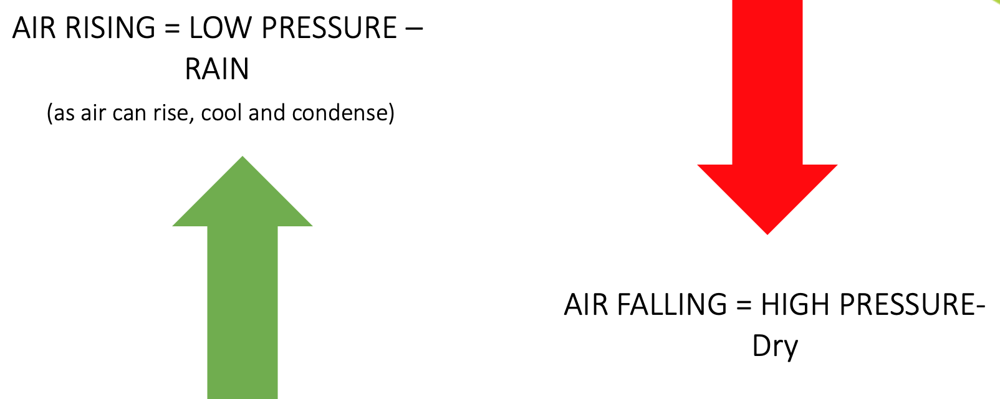 AIR RISING = LOW PRESSURE –
RAIN
(as air can rise, cool and condense)
AIR FALLING = HIGH PRESSURE-
Dry